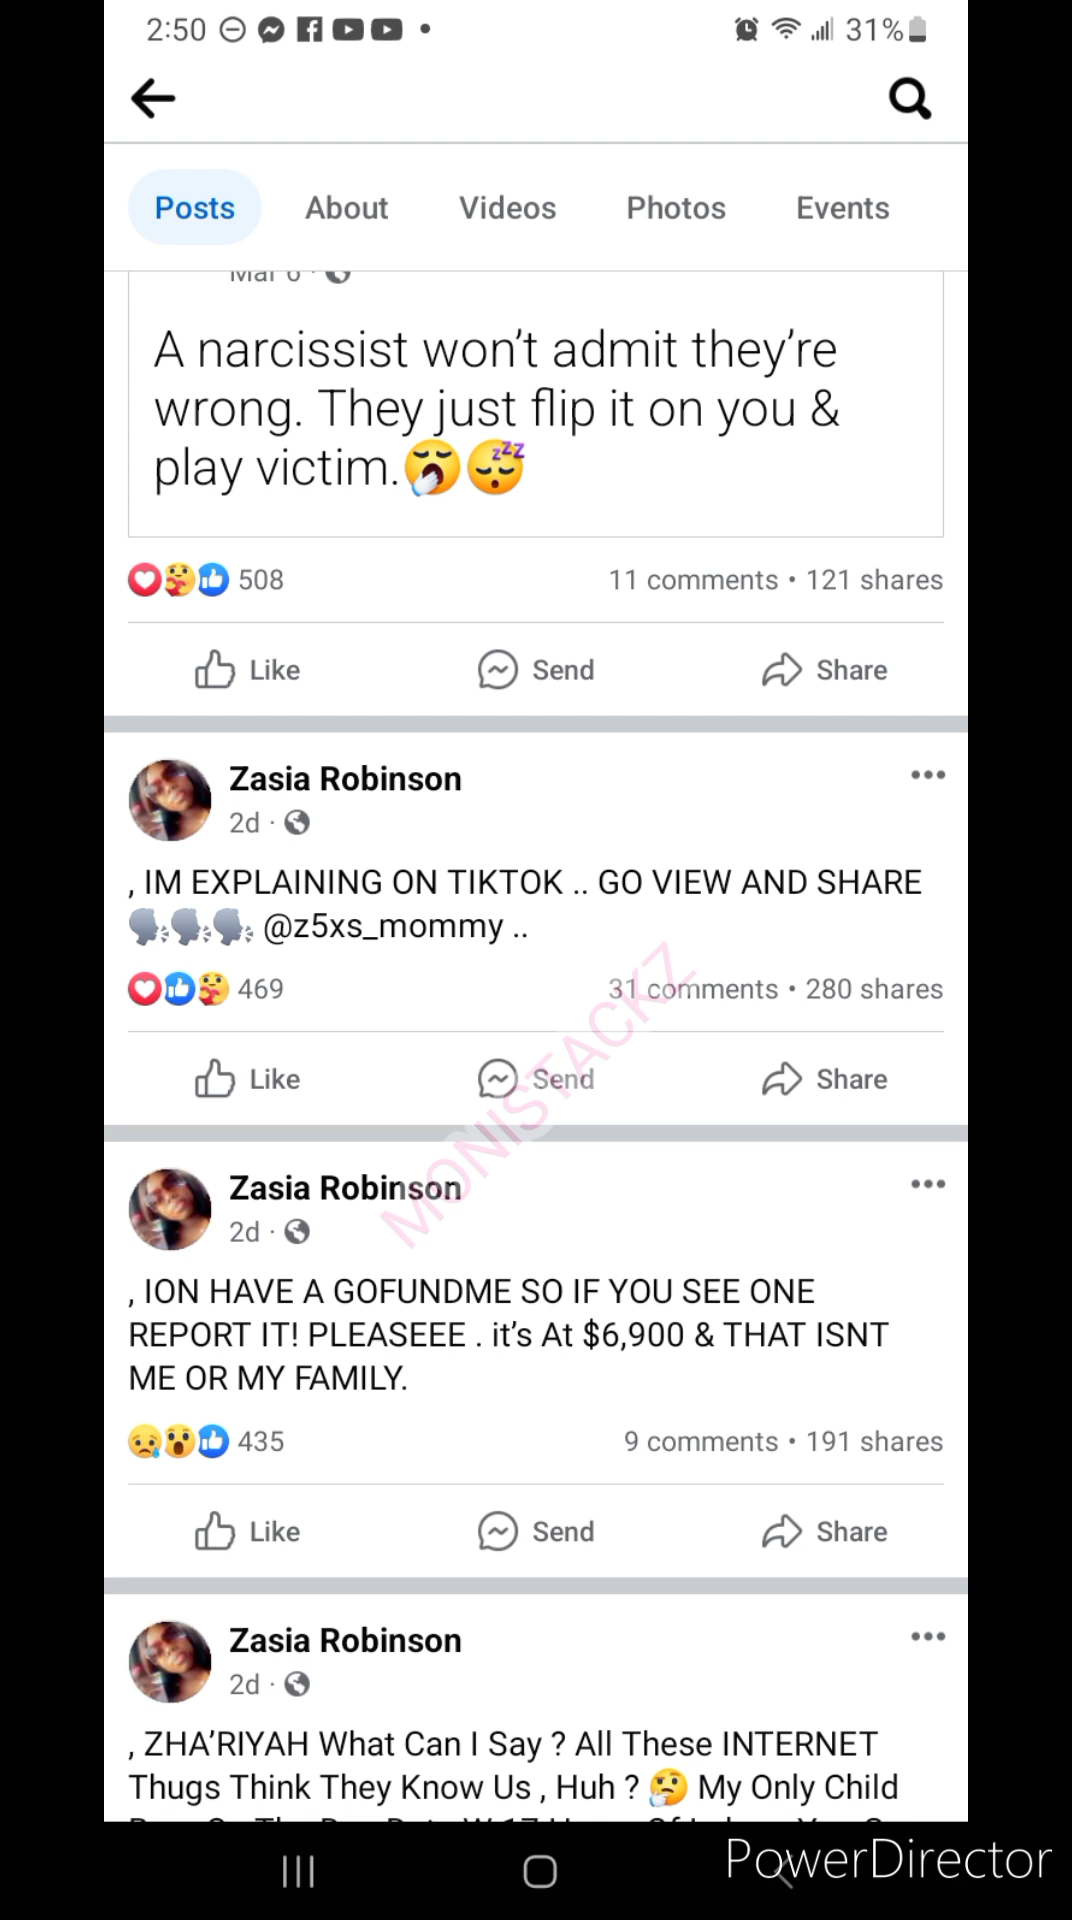 2:50
31%
Posts About Videos Photos Events
Mar 6 ·
A narcissist won't admit they're
wrong. They just flip it on you &
play victim.🥱😴
508 11 comments • 121 shares
Like Send Share
Zasia Robinson
2d ·
, IM EXPLAINING ON TIKTOK .. GO VIEW AND SHARE
🗣🗣🗣 @z5xs_mommy ..
469 31 comments • 280 shares
Like Send Share
MONISTACKZ
Zasia Robinson
2d ·
, ION HAVE A GOFUNDME SO IF YOU SEE ONE
REPORT IT! PLEASEEE . it's At $6,900 & THAT ISNT
ME OR MY FAMILY.
435 9 comments • 191 shares
Like Send Share
Zasia Robinson
2d ·
, ZHA'RIYAH What Can I Say ? All These INTERNET
Thugs Think They Know Us , Huh ? 🤔 My Only Child
PowerDirector